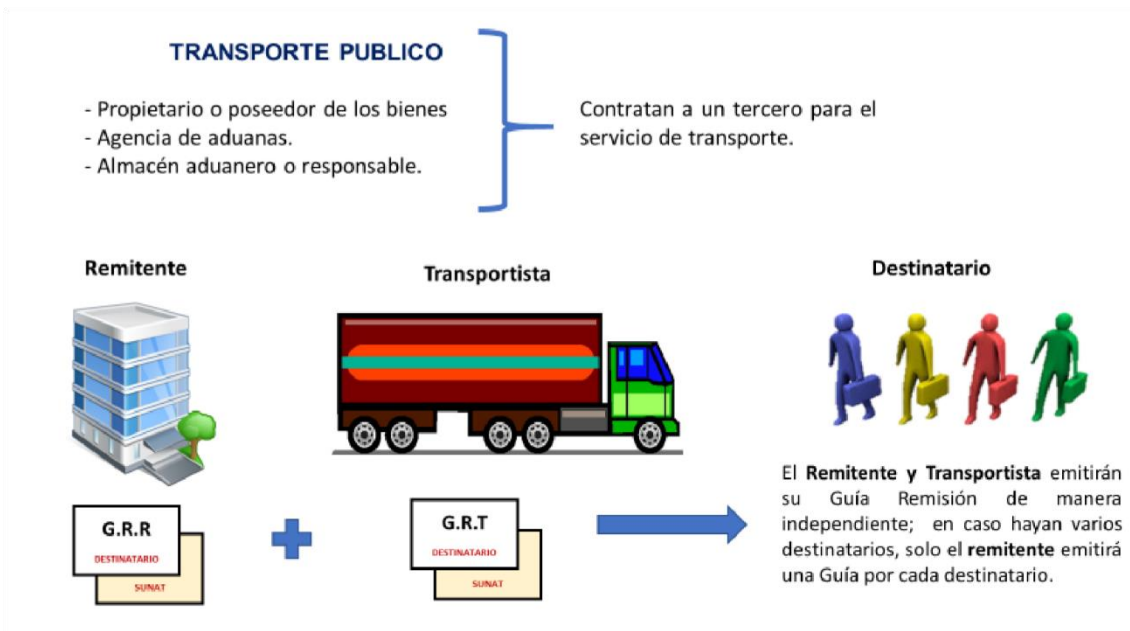 TRANSPORTE PUBLICO
- Propietario o poseedor de los bienes
- Agencia de aduanas.
- Almacén aduanero o responsable.
Contratan a un tercero para el
servicio de transporte.
Remitente
Transportista
Destinatario
G.R.R
DESTINATARIO
SUNAT
G.R.T
DESTINATARIO
SUNAT
El Remitente y Transportista emitirán
su Guía Remisión de manera
independiente; en caso hayan varios
destinatarios, solo el remitente emitirá
una Guía por cada destinatario.